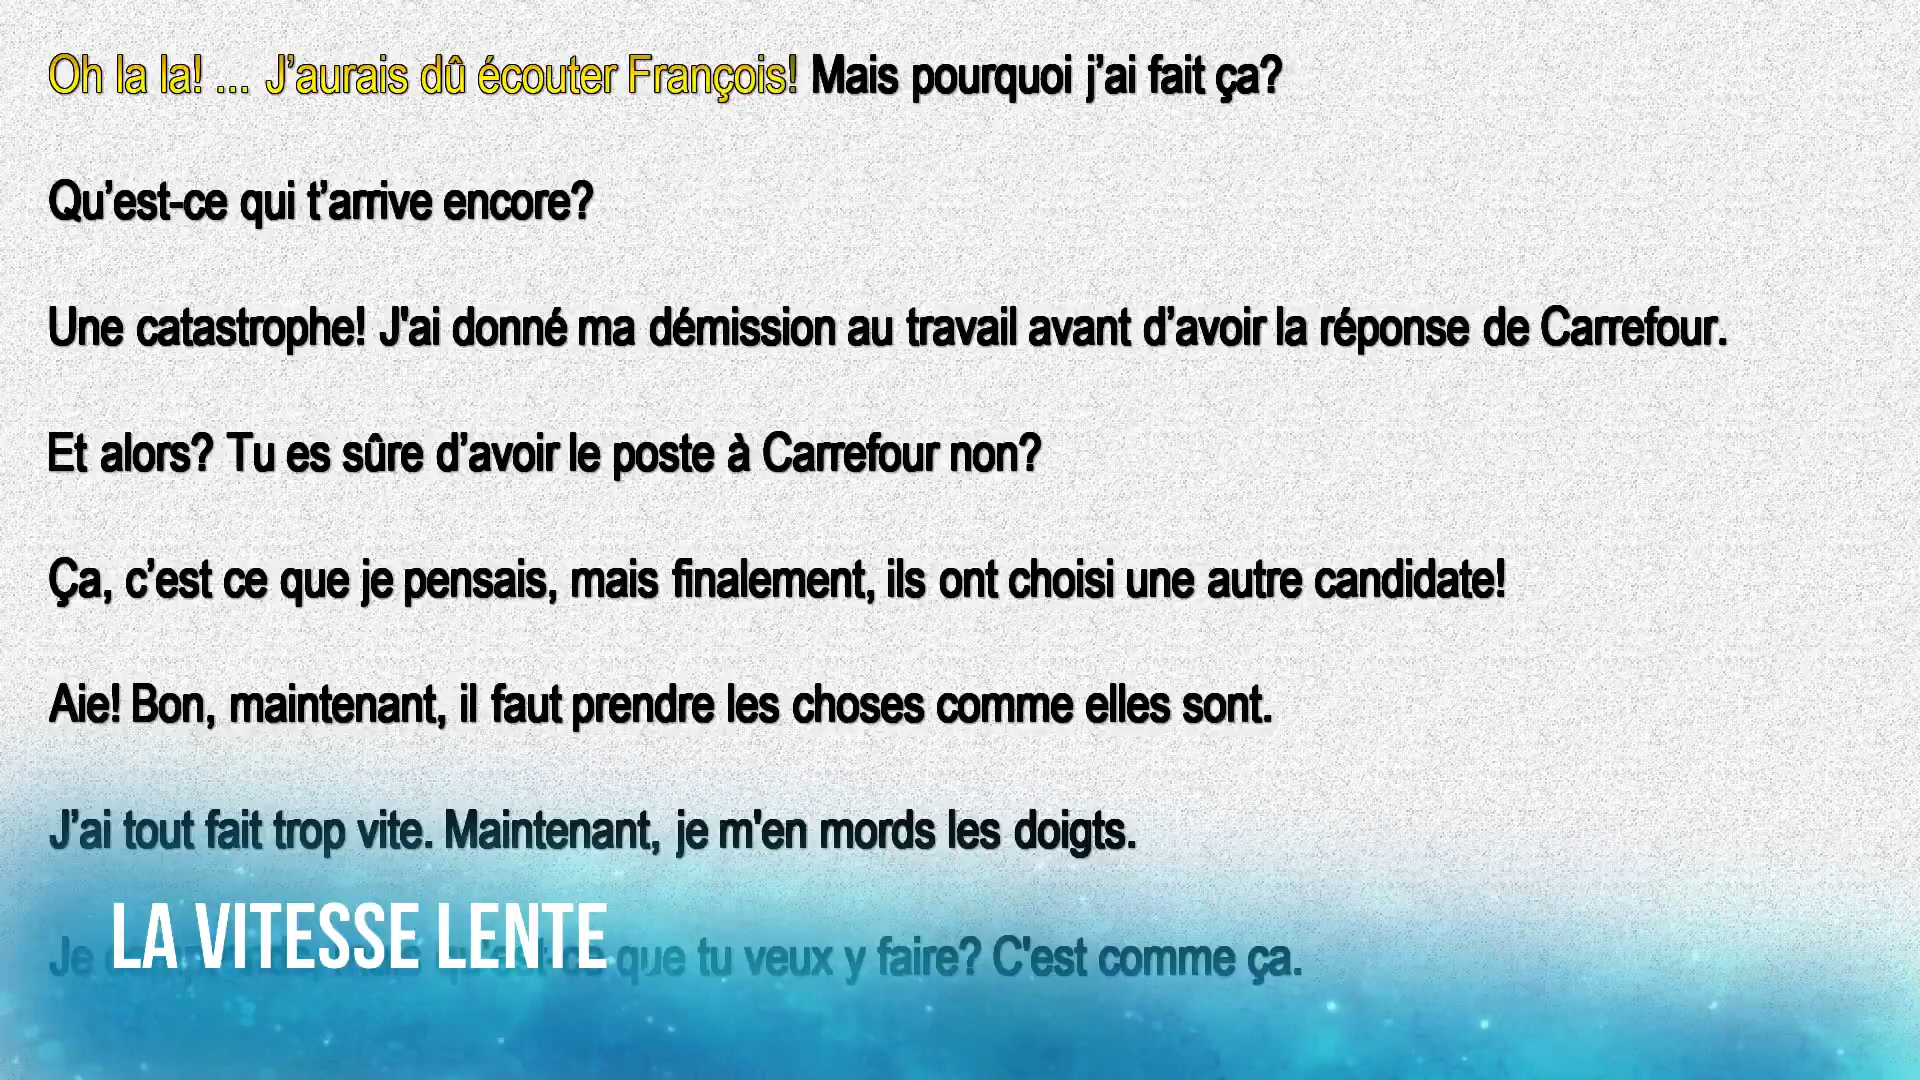 Oh la la! ... J’aurais dû écouter François! Mais pourquoi j’ai fait ça?
Qu’est-ce qui t’arrive encore?
Une catastrophe! J'ai donné ma démission au travail avant d’avoir la réponse de Carrefour.
Et alors? Tu es sûre d’avoir le poste à Carrefour non?
Ça, c’est ce que je pensais, mais finalement, ils ont choisi une autre candidate!
Aie! Bon, maintenant, il faut prendre les choses comme elles sont.
J’ai tout fait trop vite. Maintenant, je m'en mords les doigts.
Je que tu veux y faire? C'est comme ça.
LA VITESSE LENTE